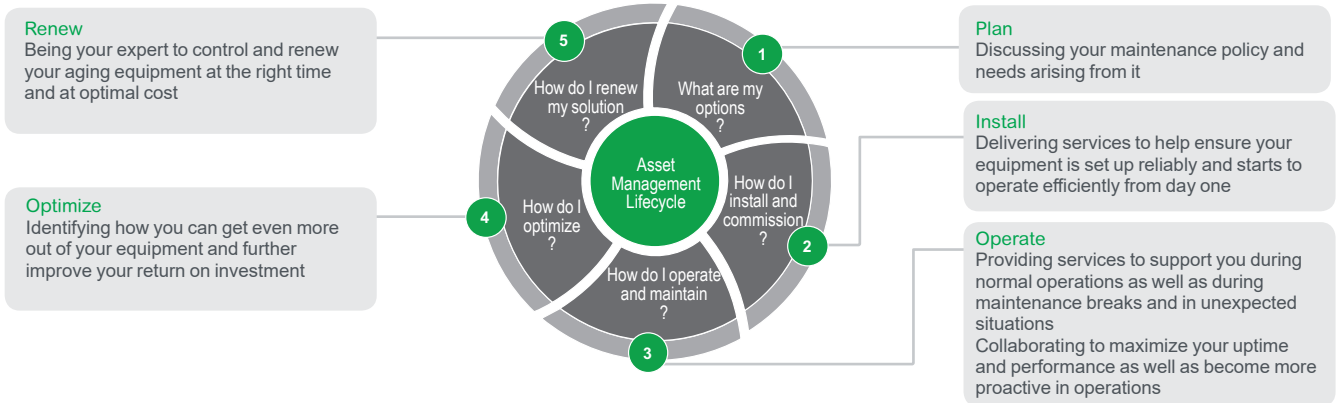 Renew
Being your expert to control and renew
your aging equipment at the right time
and at optimal cost
Optimize
Identifying how you can get even more
out of your equipment and further
improve your return on investment
5
How do I renew
my solution
?
1
What are my
options
?
Asset
Management
Lifecycle
4
How do I
optimize
?
How do I
install and
commission
?
2
How do I operate
and maintain
?
3
Plan
Discussing your maintenance policy and
needs arising from it
Install
Delivering services to help ensure your
equipment is set up reliably and starts to
operate efficiently from day one
Operate
Providing services to support you during
normal operations as well as during
maintenance breaks and in unexpected
situations
Collaborating to maximize your uptime
and performance as well as become more
proactive in operations